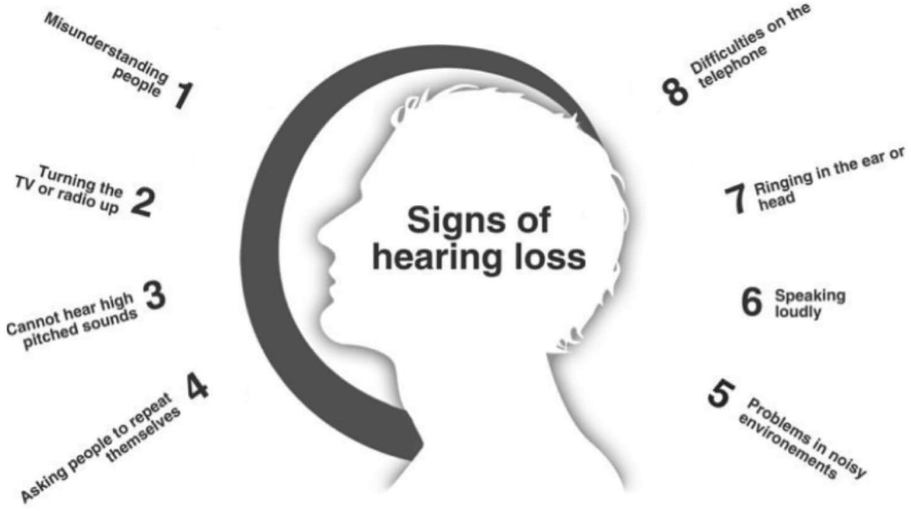 Signs of
hearing loss
1
Misunderstanding
people
2
Turning the
TV or radio up
3
Cannot hear high
pitched sounds
4
Asking people to repeat
themselves
5
Problems in noisy
environements
6
Speaking
loudly
7
Ringing in the ear or
head
8
Difficulties on the
telephone